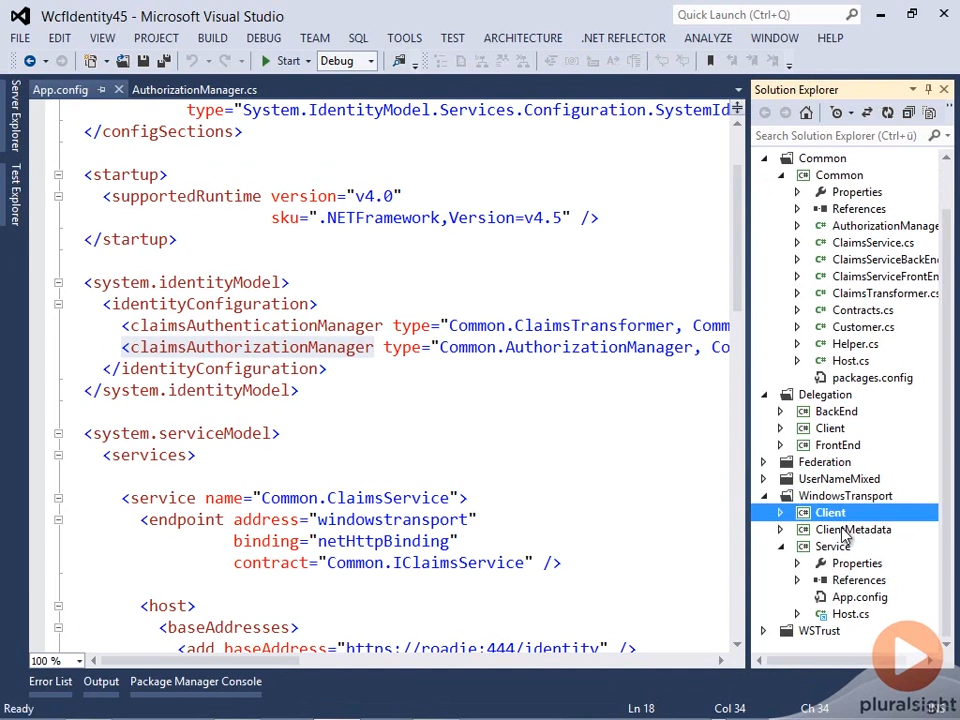 WcfIdentity45 - Microsoft Visual Studio
Quick Launch (Ctrl+Q)
FILE EDIT VIEW PROJECT BUILD DEBUG TEAM SQL TOOLS TEST ARCHITECTURE .NET REFLECTOR ANALYZE WINDOW HELP
Start Debug
Server Explorer
Test Explorer
App.config
AuthorizationManager.cs
type="System.IdentityModel.Services.Configuration.SystemId
</configSections>
<startup>
<supportedRuntime version="v4.0"
sku=".NETFramework,Version=v4.5" />
</startup>
<system.identityModel>
<identityConfiguration>
<claimsAuthenticationManager type="Common.ClaimsTransformer, Comm
<claimsAuthorizationManager type="Common.AuthorizationManager, Co
</identityConfiguration>
</system.identityModel>
<system.serviceModel>
<services>
<service name="Common.ClaimsService">
<endpoint address="windowstransport"
binding="netHttpBinding"
contract="Common.IClaimsService" />
<host>
<baseAddresses>
<add baseAddress="https://roadie:444/identity" />
100 %
Solution Explorer
Search Solution Explorer (Ctrl+ü)
Common
Common
Properties
References
AuthorizationManage
ClaimsService.cs
ClaimsServiceBackEn
ClaimsServiceFrontEn
ClaimsTransformer.cs
Contracts.cs
Customer.cs
Helper.cs
Host.cs
packages.config
Delegation
BackEnd
Client
FrontEnd
Federation
UserNameMixed
WindowsTransport
Client
ClientMetadata
Service
Properties
References
App.config
Host.cs
WSTrust
Error List Output Package Manager Console
Ready
Ln 18 Col 34 Ch 34
pluralsight